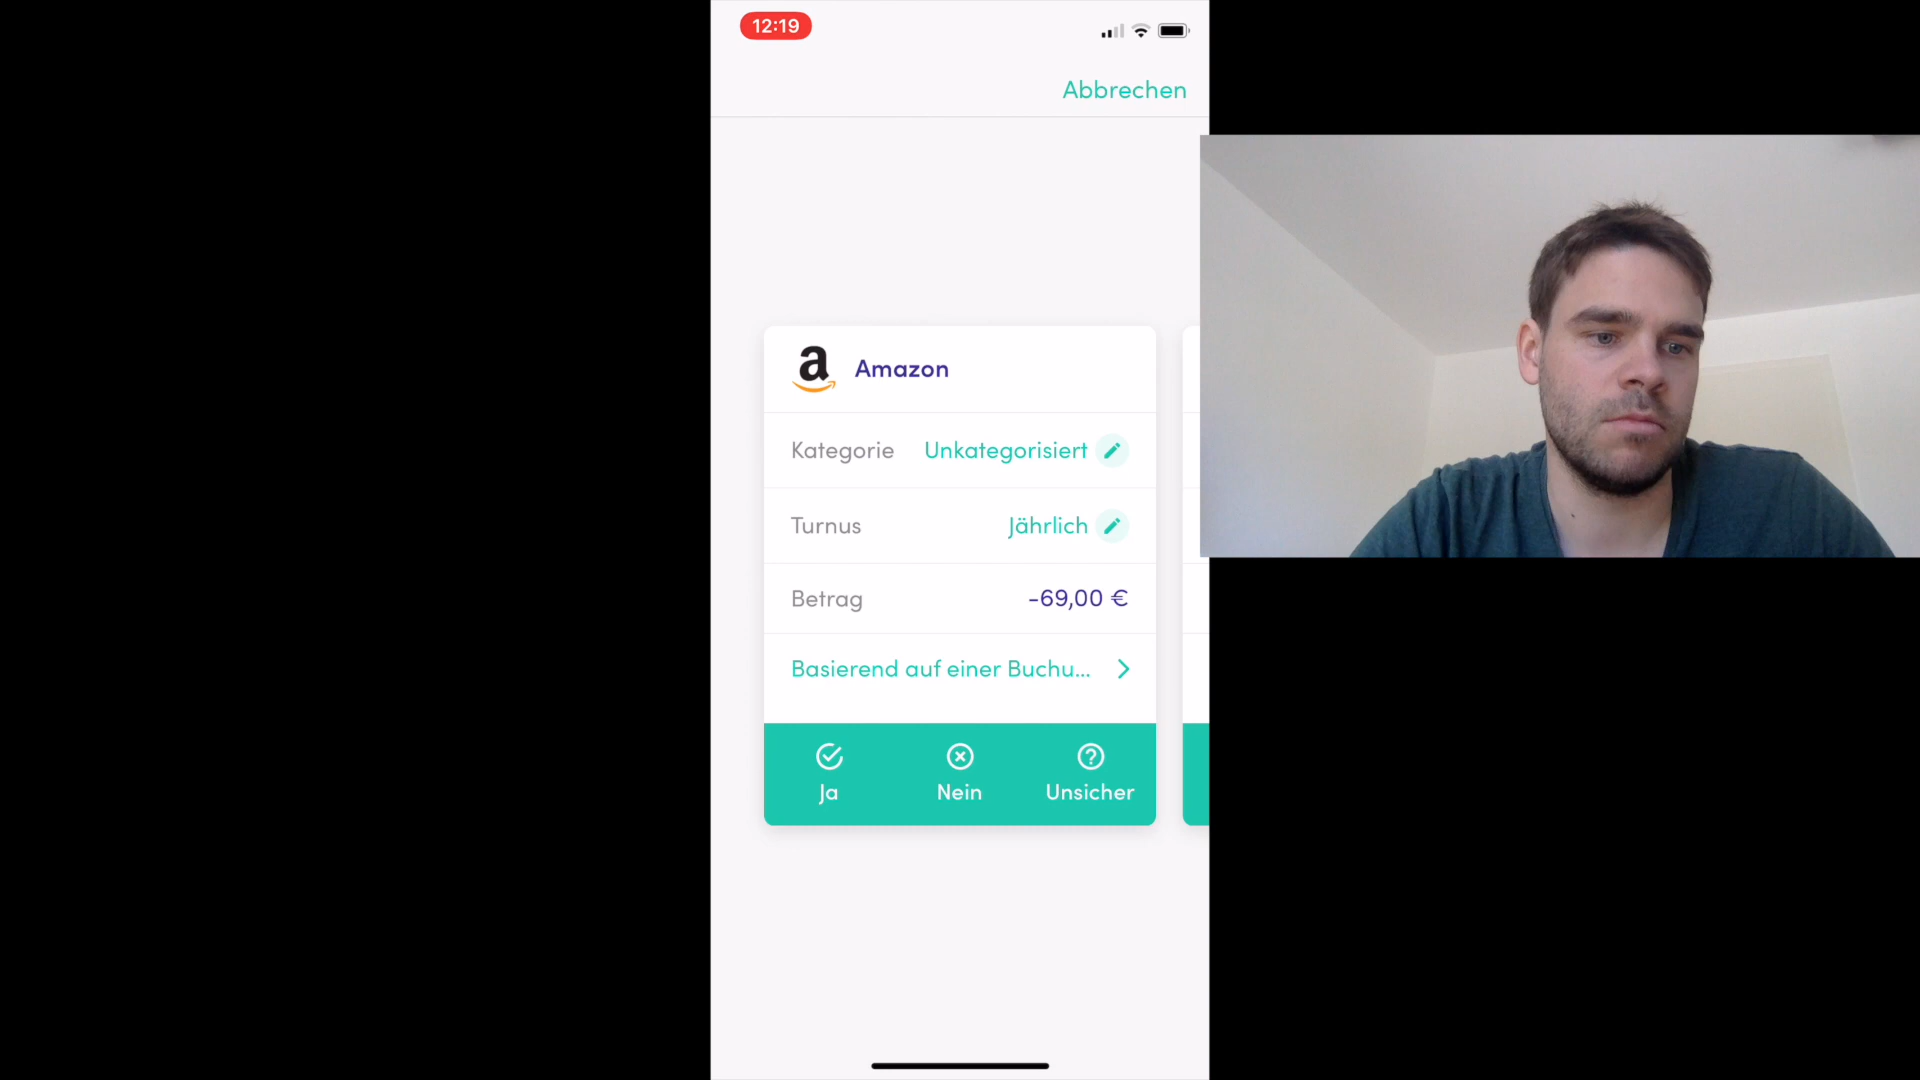 12:19
Abbrechen
Amazon
Kategorie Unkategorisiert
Turnus Jährlich
Betrag -69,00 €
Basierend auf einer Buchu...
Ja Nein Unsicher